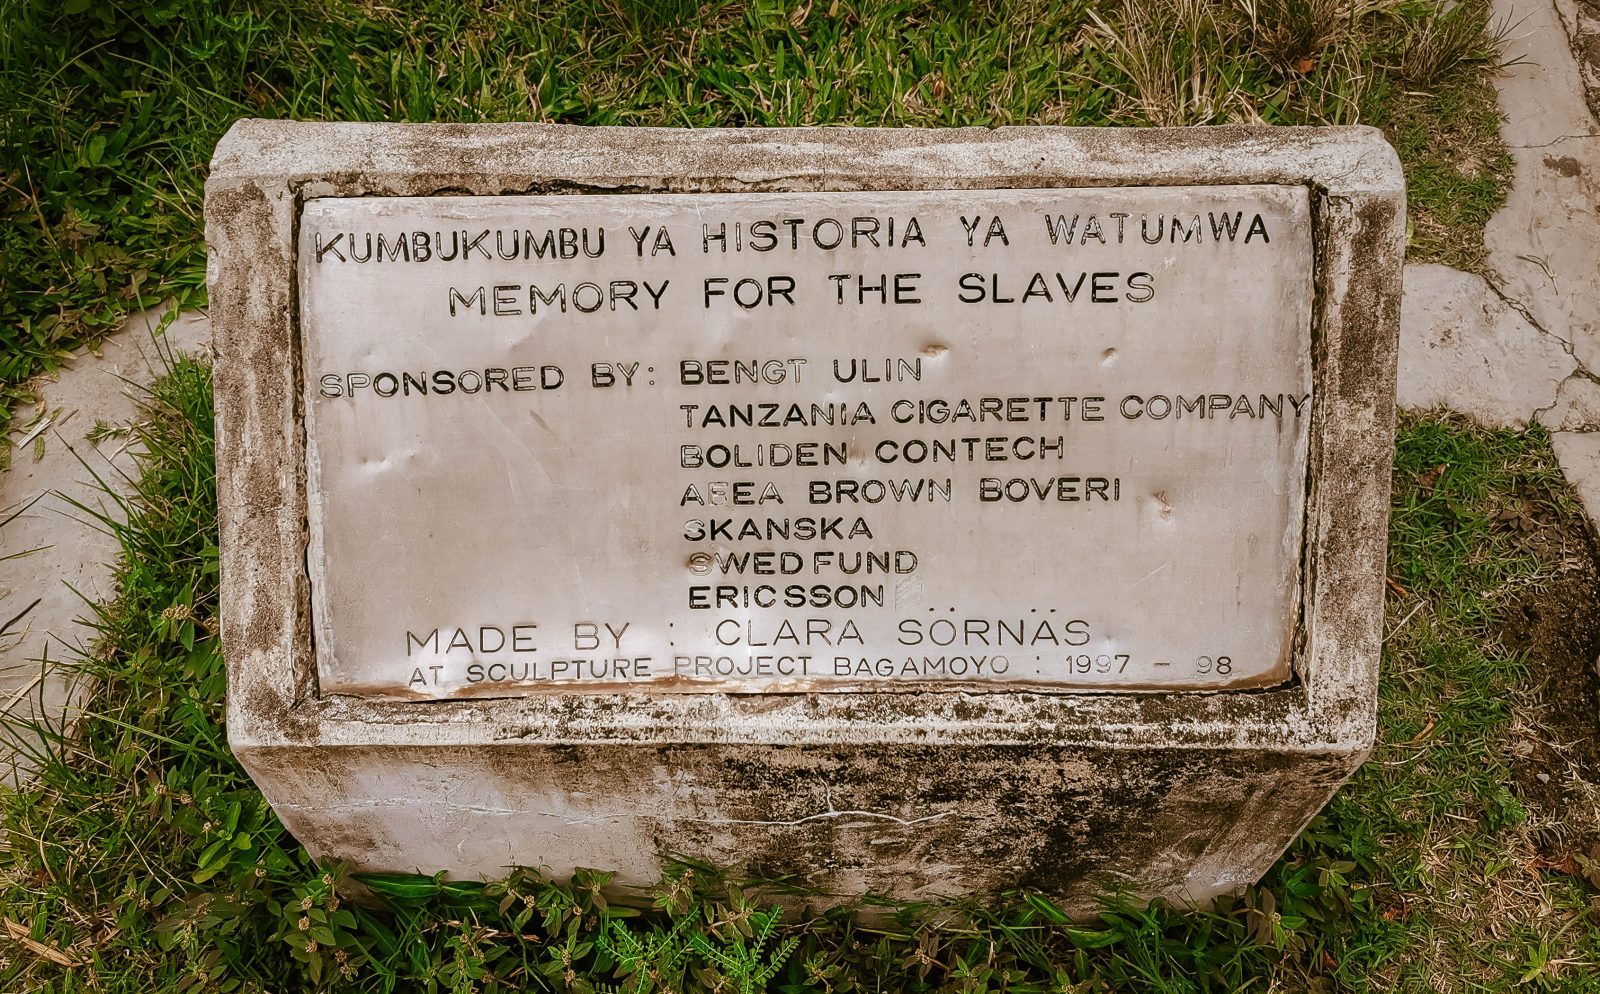 KUMBUKUMBU YA HISTORIA YA WATUMWA
MEMORY FOR THE SLAVES
SPONSORED BY: BENGT ULIN
TANZANIA CIGARETTE COMPANY
BOLIDEN CONTECH
ASEA BROWN BOVERI
SKANSKA
SWEDFUND
ERICSSON
MADE BY : CLARA SÖRNÄS
AT SCULPTURE PROJECT BAGAMOYO : 1997 - 98